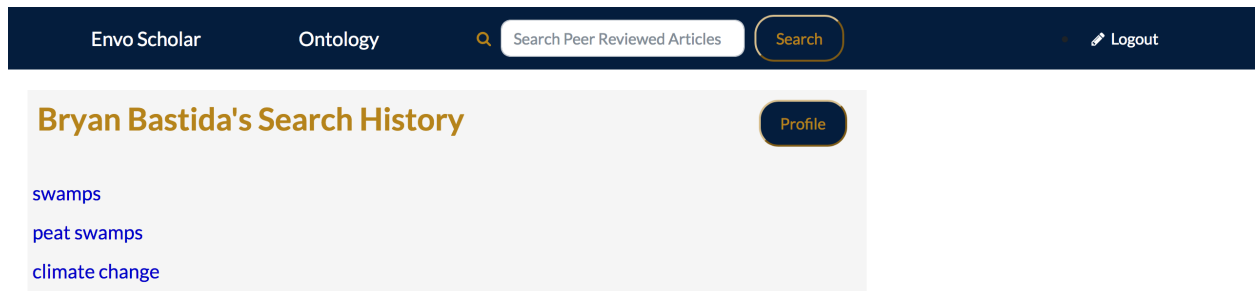 Envo Scholar Ontology Search Peer Reviewed Articles Search Logout
Bryan Bastida's Search History Profile
swamps
peat swamps
climate change